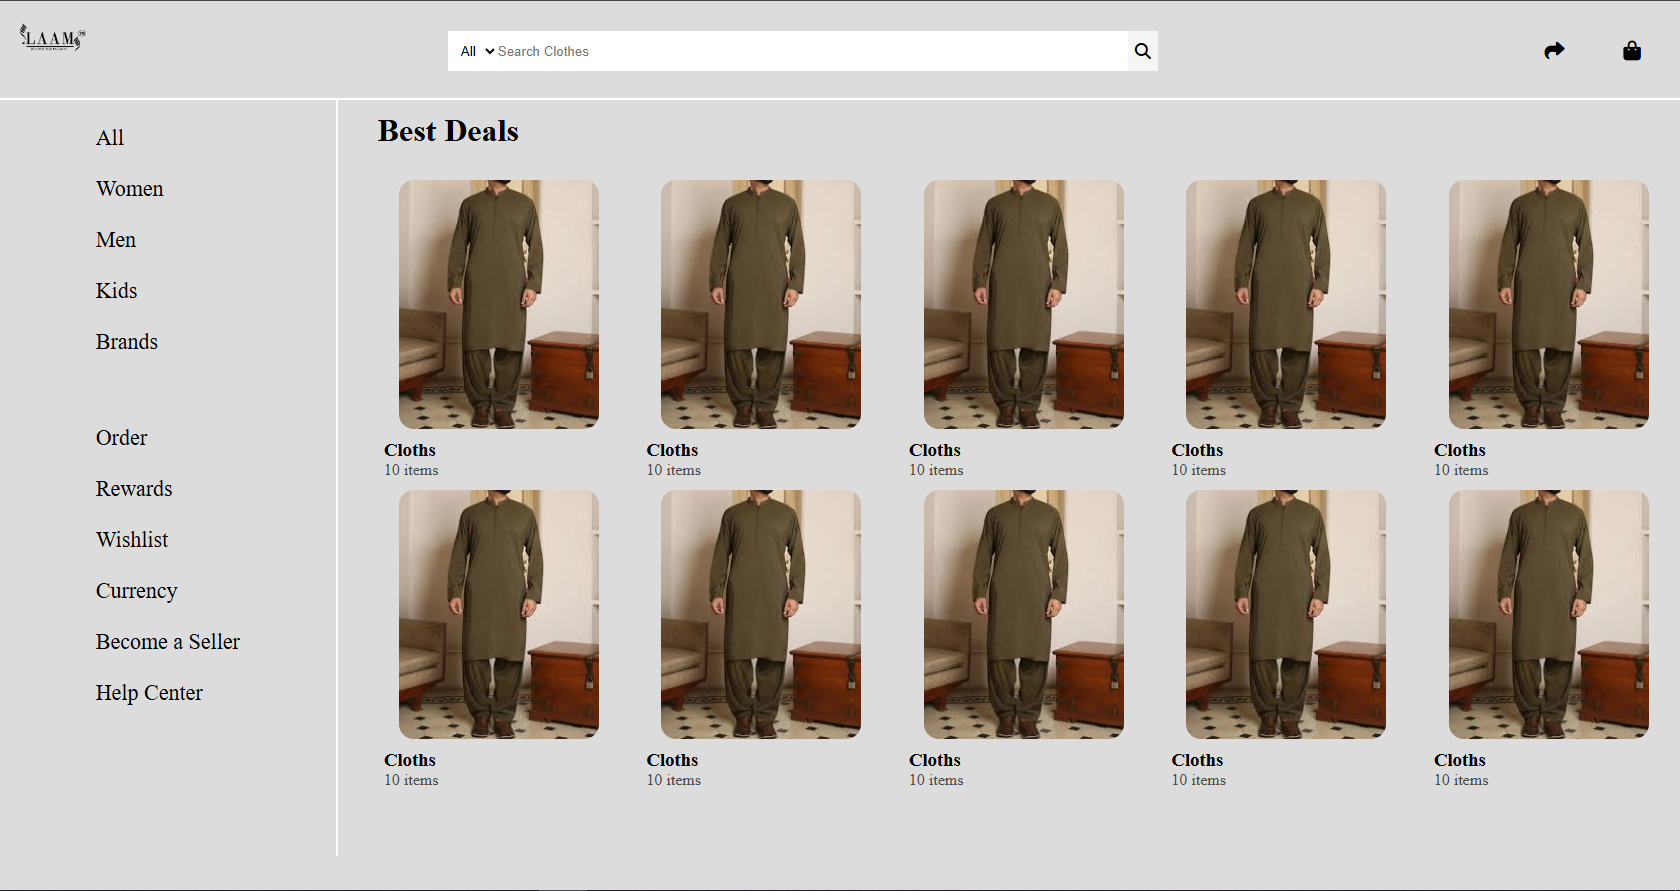 LAAM
All Search Clothes
All
Women
Men
Kids
Brands
Order
Rewards
Wishlist
Currency
Become a Seller
Help Center
Best Deals
Cloths
10 items
Cloths
10 items
Cloths
10 items
Cloths
10 items
Cloths
10 items
Cloths
10 items
Cloths
10 items
Cloths
10 items
Cloths
10 items
Cloths
10 items